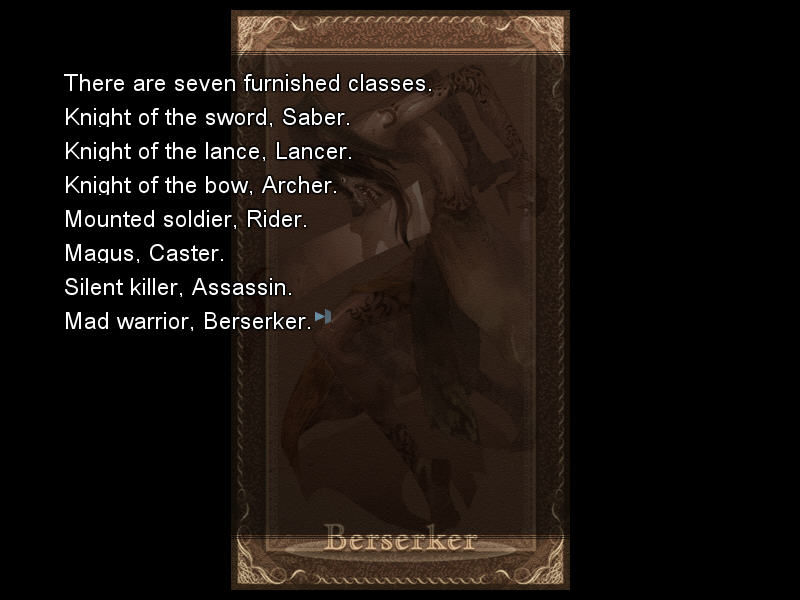 There are seven furnished classes.
Knight of the sword, Saber.
Knight of the lance, Lancer.
Knight of the bow, Archer.
Mounted soldier, Rider.
Magus, Caster.
Silent killer, Assassin.
Mad warrior, Berserker.
Berserker